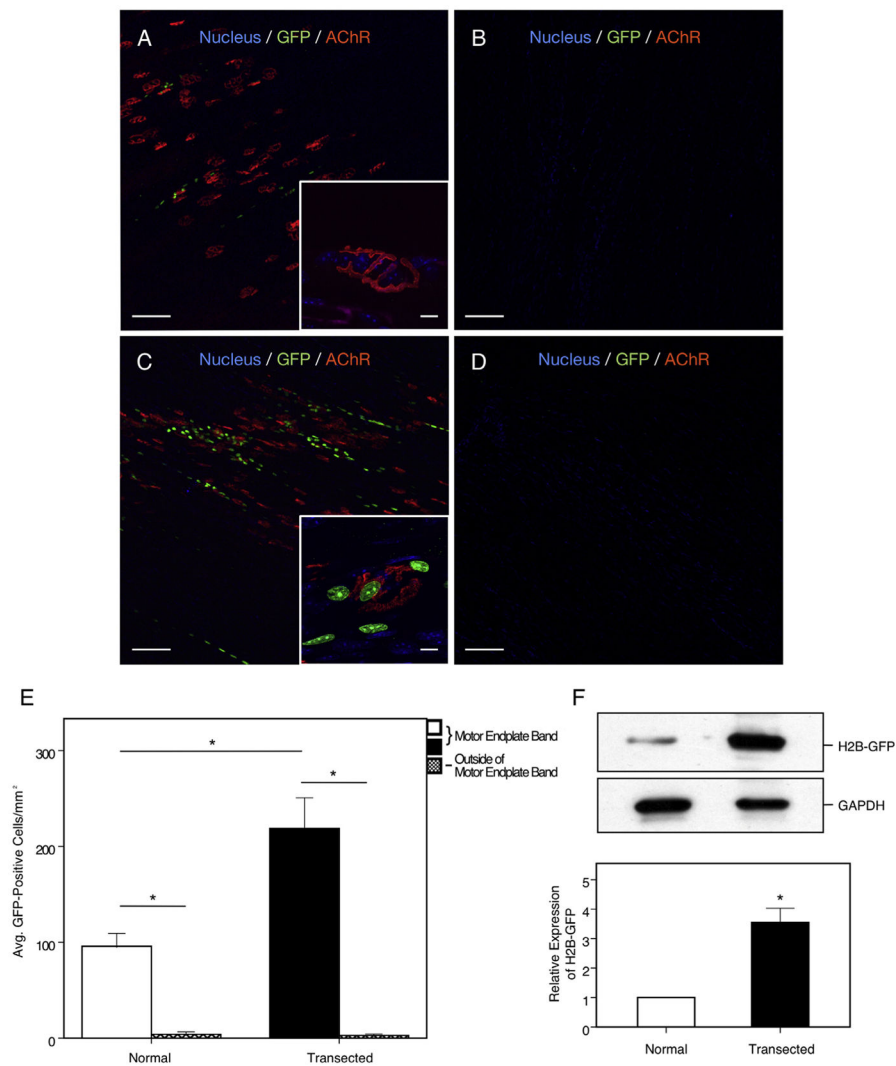 A Nucleus / GFP / AChR
B Nucleus / GFP / AChR
C Nucleus / GFP / AChR
D Nucleus / GFP / AChR
E
Avg. GFP-Positive Cells/mm²
300
200
100
0
*
*
*
Normal
Transected
} Motor Endplate Band
– Outside of
Motor Endplate Band
F
H2B-GFP
GAPDH
Relative Expression
of H2B-GFP
5
4
3
2
1
0
*
Normal
Transected